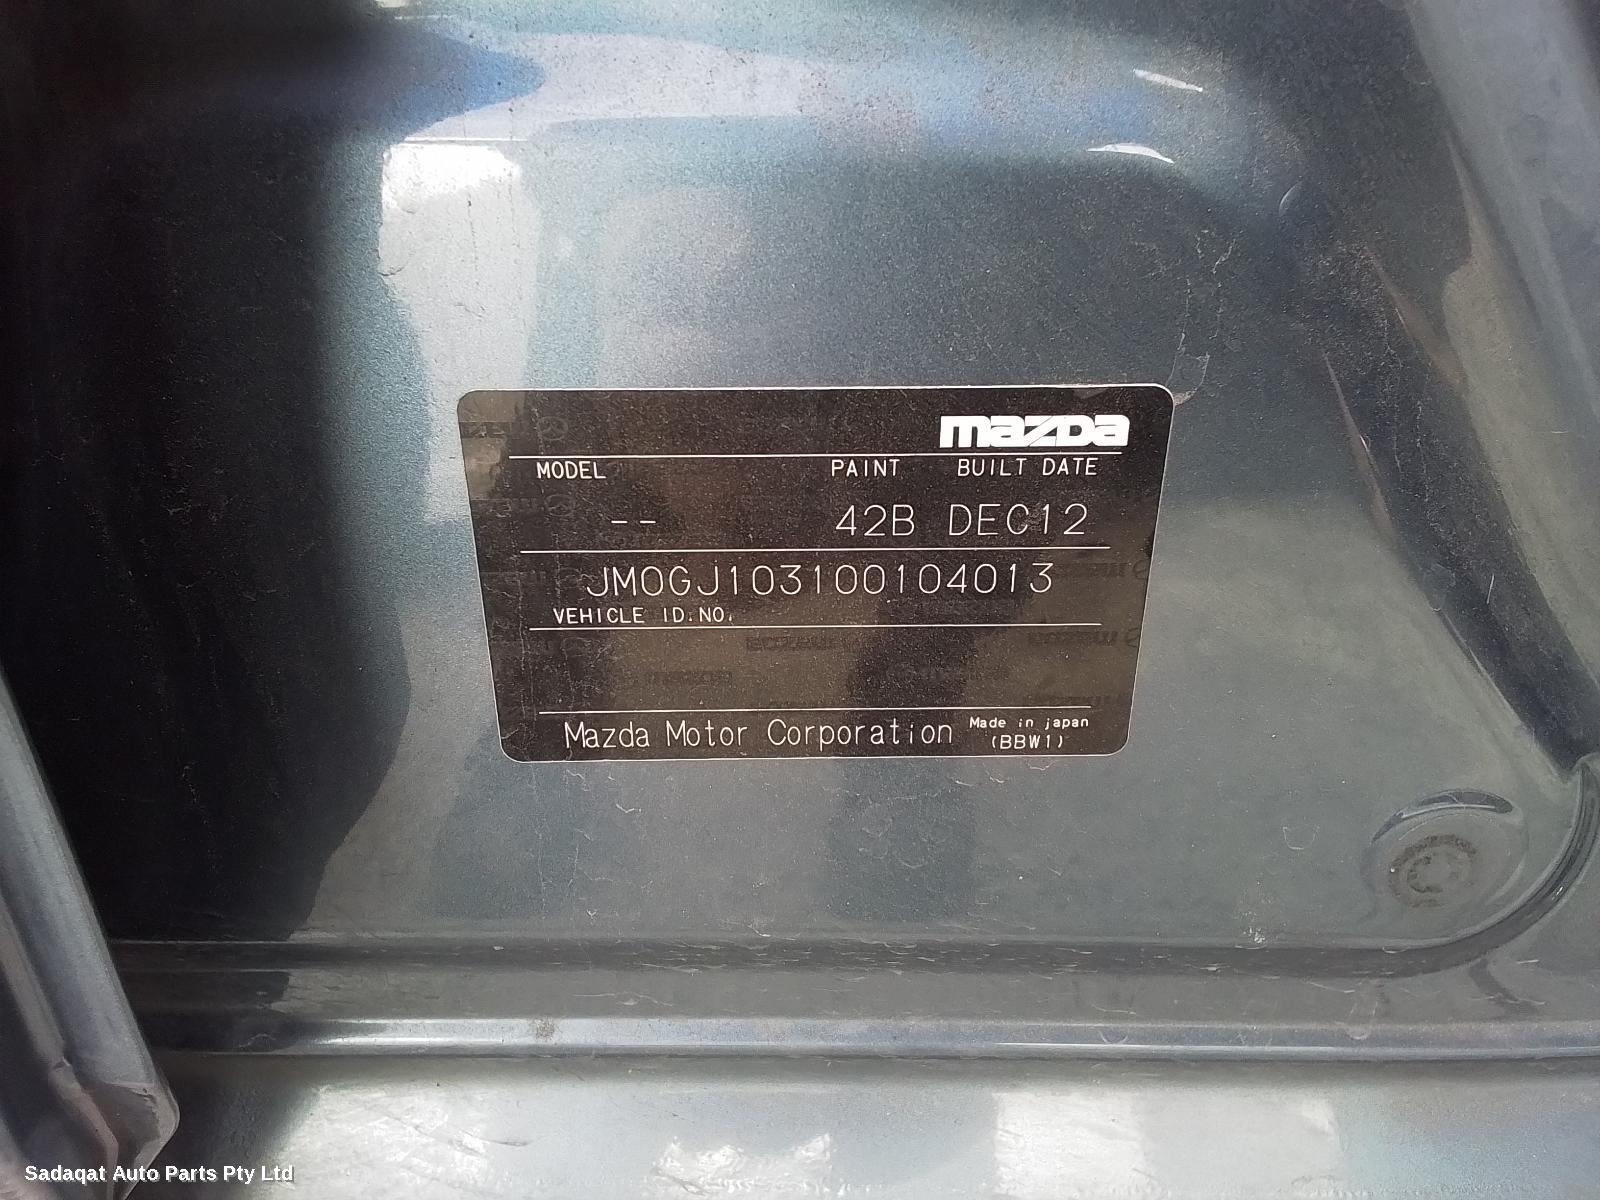 mazda
MODEL PAINT BUILT DATE
-- 42B DEC12
JM0GJ103100104013
VEHICLE ID.NO.
Mazda Motor Corporation Made in japan
(BBW1)
Sadaqat Auto Parts Pty Ltd